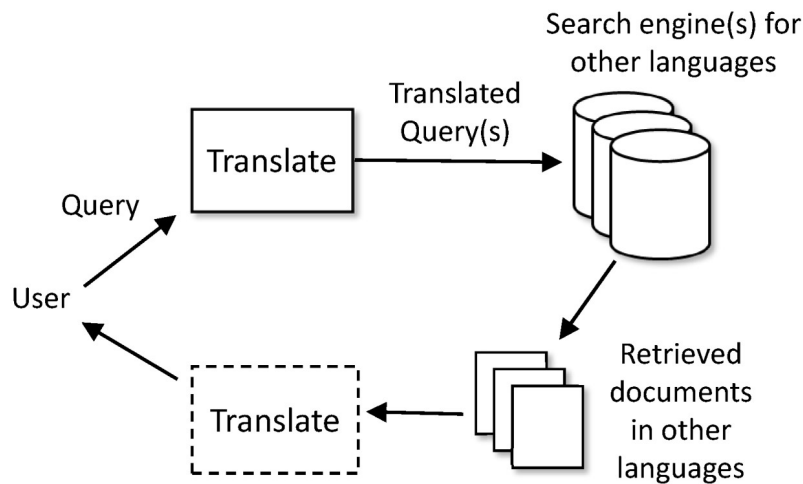 Search engine(s) for
other languages
Translated
Query(s)
Translate
Query
User
Retrieved
documents
in other
languages
Translate